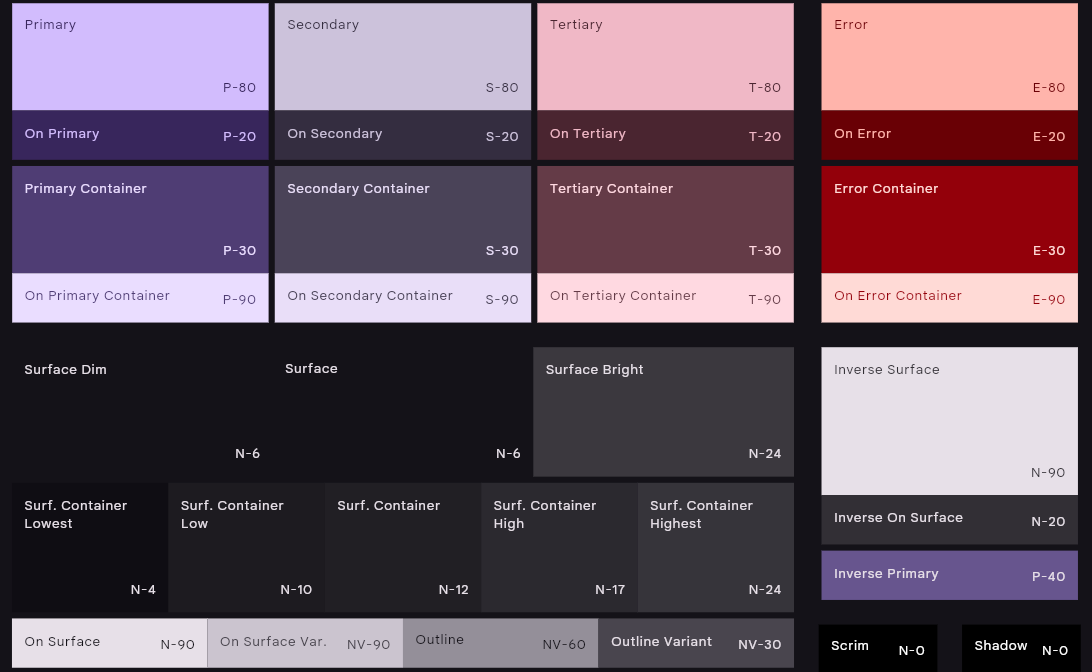 Primary
P-80
On Primary
P-20
Secondary
S-80
On Secondary
S-20
Tertiary
T-80
On Tertiary
T-20
Error
E-80
On Error
E-20
Primary Container
P-30
On Primary Container
P-90
Secondary Container
S-30
On Secondary Container
S-90
Tertiary Container
T-30
On Tertiary Container
T-90
Error Container
E-30
On Error Container
E-90
Surface Dim
N-6
Surface
N-6
Surface Bright
N-24
Inverse Surface
N-90
Inverse On Surface
N-20
Inverse Primary
P-40
Surf. Container
Lowest
N-4
Surf. Container
Low
N-10
Surf. Container
N-12
Surf. Container
High
N-17
Surf. Container
Highest
N-24
On Surface
N-90
On Surface Var.
NV-90
Outline
NV-60
Outline Variant
NV-30
Scrim
N-0
Shadow
N-0